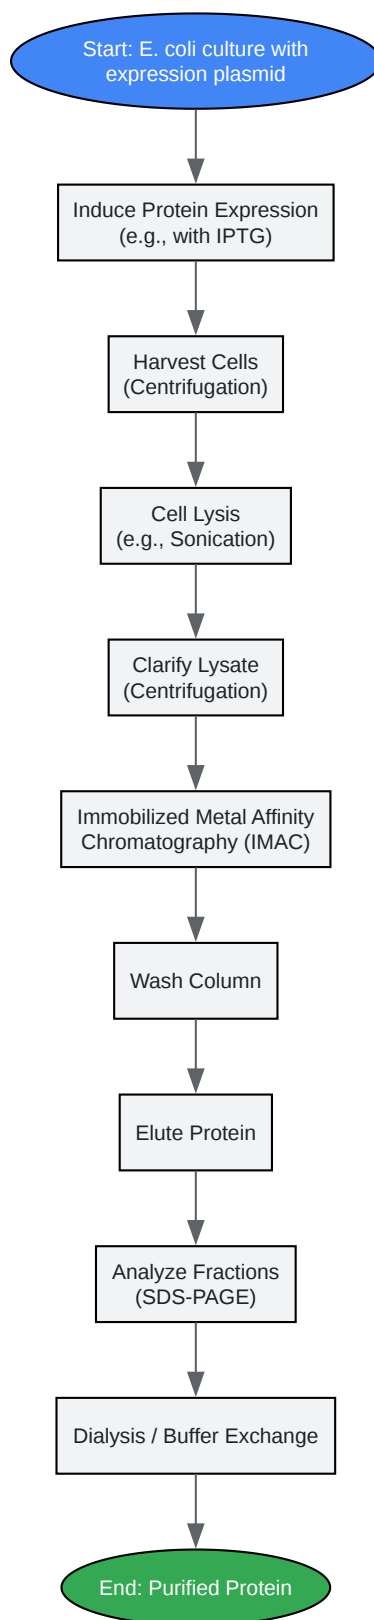 Start: E. coli culture with
expression plasmid
Induce Protein Expression
(e.g., with IPTG)
Harvest Cells
(Centrifugation)
Cell Lysis
(e.g., Sonication)
Clarify Lysate
(Centrifugation)
Immobilized Metal Affinity
Chromatography (IMAC)
Wash Column
Elute Protein
Analyze Fractions
(SDS-PAGE)
Dialysis / Buffer Exchange
End: Purified Protein